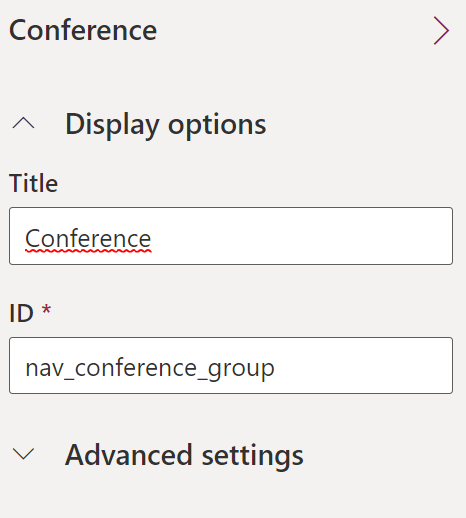 Conference
Display options
Title
Conference
ID *
nav_conference_group
Advanced settings